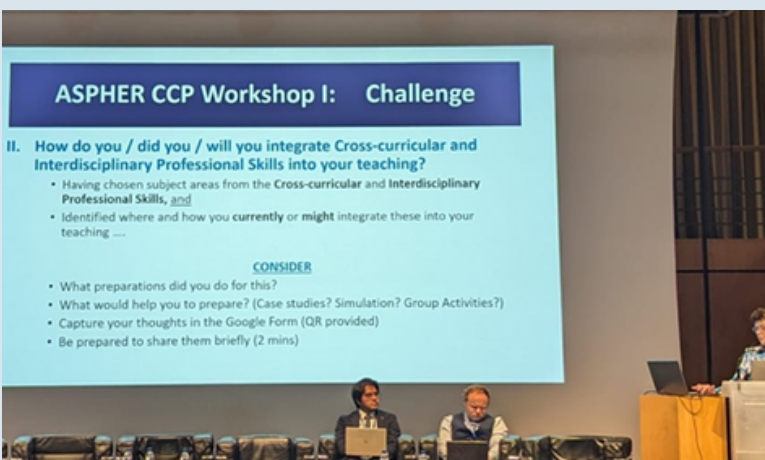 ASPHER CCP Workshop I: Challenge
II. How do you / did you / will you integrate Cross-curricular and
Interdisciplinary Professional Skills into your teaching?
• Having chosen subject areas from the Cross-curricular and Interdisciplinary
Professional Skills, and
• Identified where and how you currently or might integrate these into your
teaching ....
CONSIDER
• What preparations did you do for this?
• What would help you to prepare? (Case studies? Simulation? Group Activities?)
• Capture your thoughts in the Google Form (QR provided)
• Be prepared to share them briefly (2 mins)